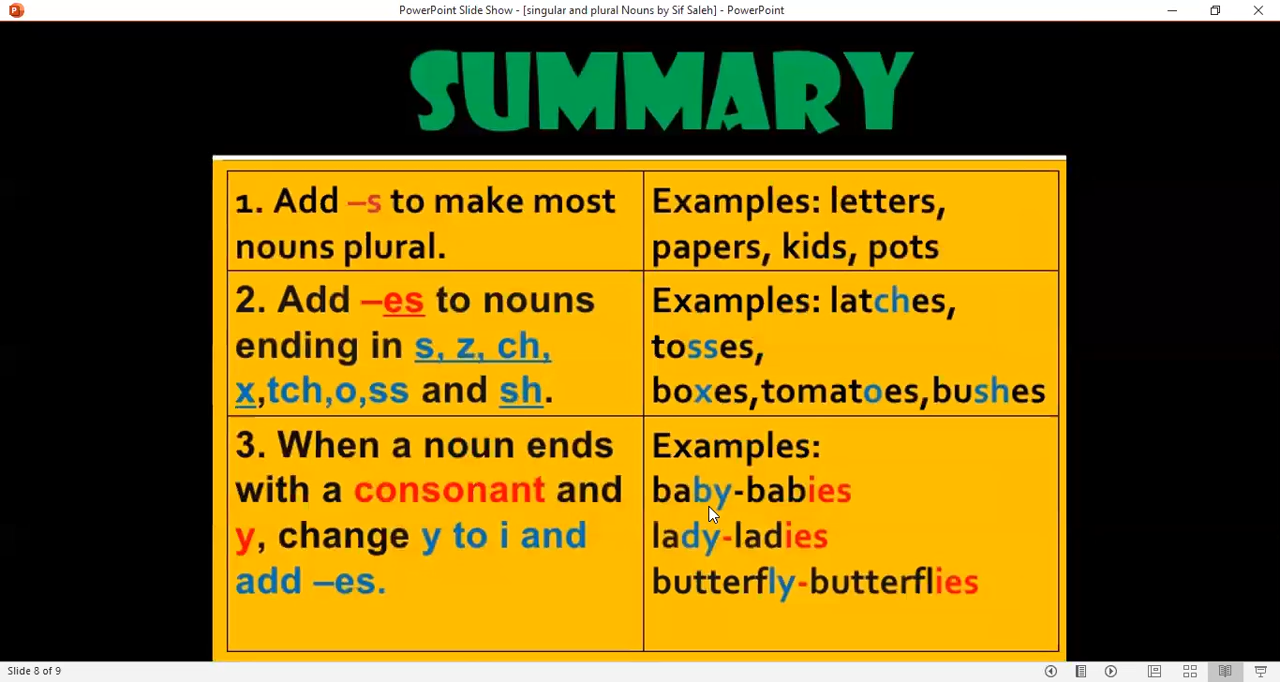 PowerPoint Slide Show - [singular and plural Nouns by Sif Saleh] - PowerPoint
SUMMARY
1. Add –s to make most
nouns plural.
Examples: letters,
papers, kids, pots
2. Add –es to nouns
ending in s, z, ch,
x,tch,o,ss and sh.
Examples: latches,
tosses,
boxes,tomatoes,bushes
3. When a noun ends
with a consonant and
y, change y to i and
add –es.
Examples:
baby-babies
lady-ladies
butterfly-butterflies
Slide 8 of 9